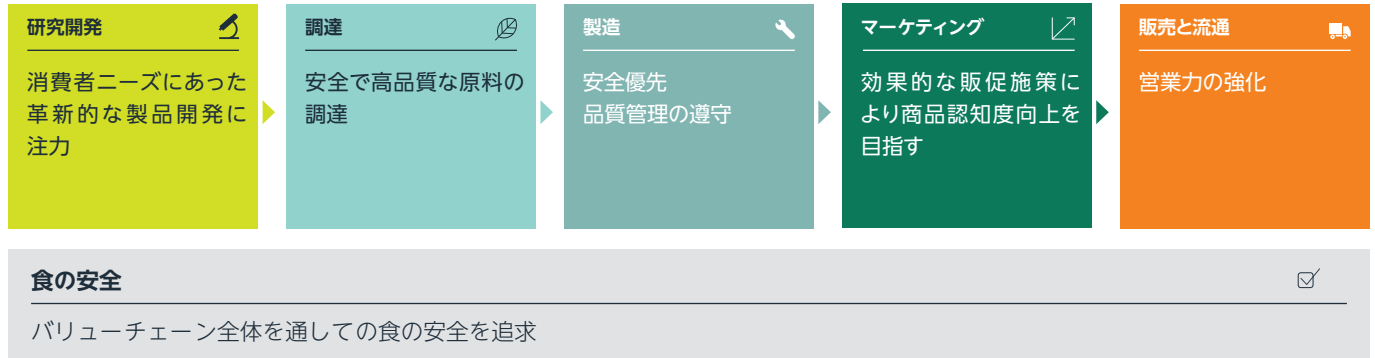 研究開発
消費者ニーズにあった
革新的な製品開発に
注力
調達
安全で高品質な原料の
調達
製造
安全優先
品質管理の遵守
マーケティング
効果的な販促施策に
より商品認知度向上を
目指す
販売と流通
営業力の強化
食の安全
バリューチェーン全体を通しての食の安全を追求